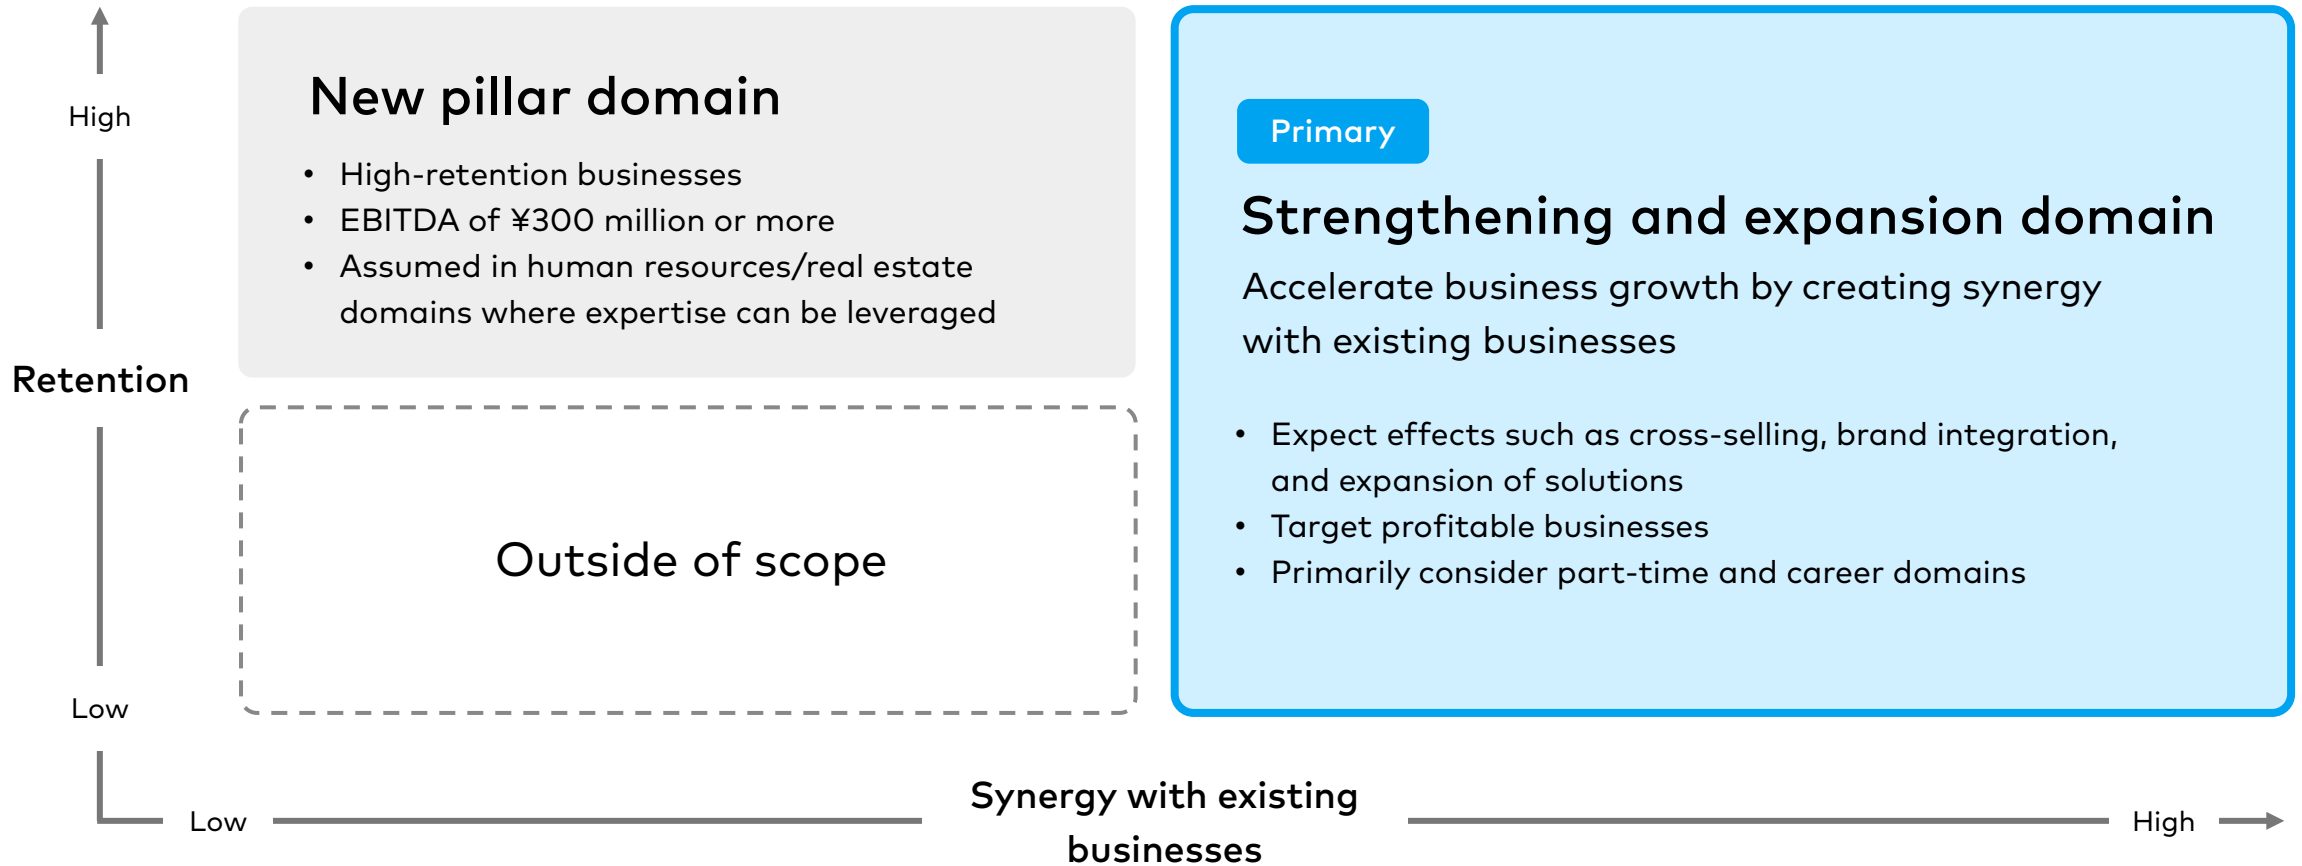 High
Retention
Low
New pillar domain
• High-retention businesses
• EBITDA of ¥300 million or more
• Assumed in human resources/real estate
domains where expertise can be leveraged
Outside of scope
Primary
Strengthening and expansion domain
Accelerate business growth by creating synergy
with existing businesses
• Expect effects such as cross-selling, brand integration,
and expansion of solutions
• Target profitable businesses
• Primarily consider part-time and career domains
Low
Synergy with existing
businesses
High